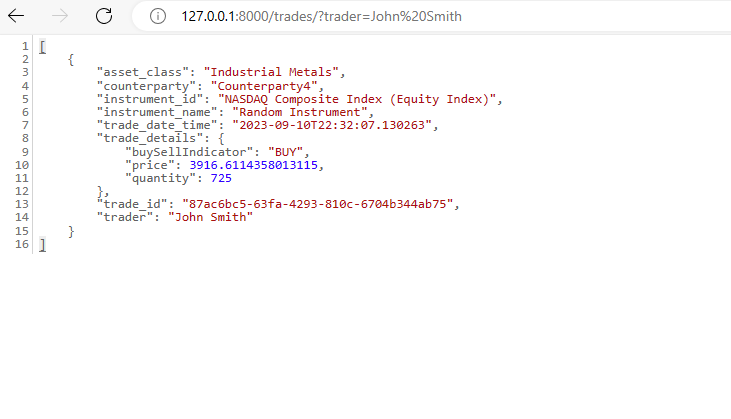 127.0.0.1:8000/trades/?trader=John%20Smith
1 [
2     {
3         "asset_class": "Industrial Metals",
4         "counterparty": "Counterparty4",
5         "instrument_id": "NASDAQ Composite Index (Equity Index)",
6         "instrument_name": "Random Instrument",
7         "trade_date_time": "2023-09-10T22:32:07.130263",
8         "trade_details": {
9             "buySellIndicator": "BUY",
10             "price": 3916.6114358013115,
11             "quantity": 725
12         },
13         "trade_id": "87ac6bc5-63fa-4293-810c-6704b344ab75",
14         "trader": "John Smith"
15     }
16 ]